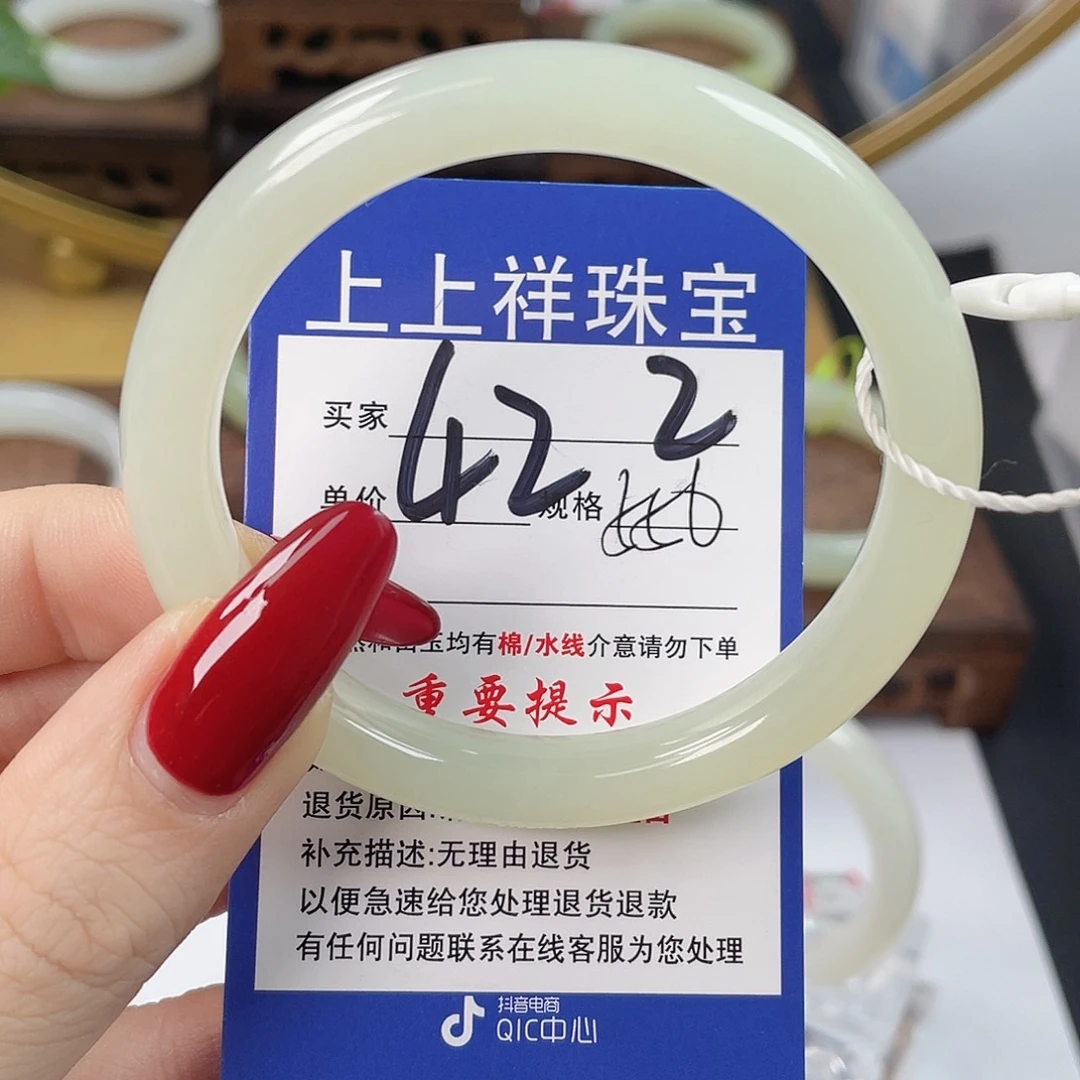 上上祥珠宝
买家
2
单价 42 规格
和田玉均有棉/水线介意请勿下单
重要提示
退货原因:
补充描述:无理由退货
以便急速给您处理退货退款
有任何问题联系在线客服为您处理
抖音电商
QIC中心